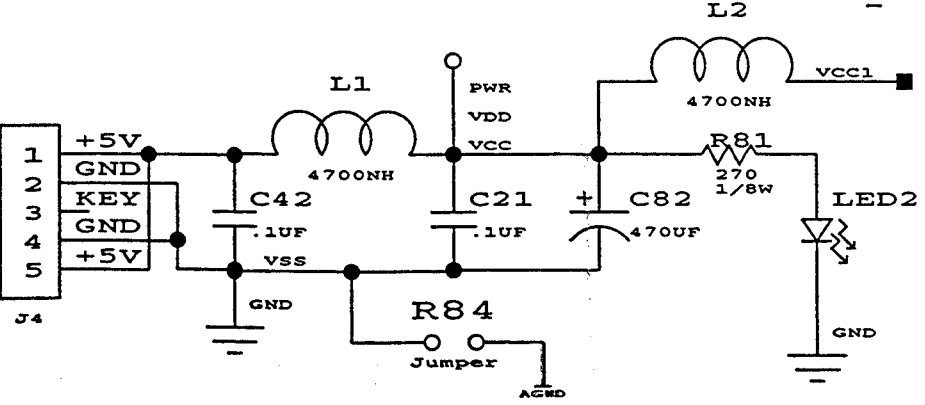 L2
VCC1
4700NH
PWR
VDD
VCC
L1
4700NH
R81
270
1/8W
1 +5V
2 GND
3 KEY
4 GND
5 +5V
J4
C42
.1UF
C21
.1UF
+ C82
470UF
LED2
VSS
GND
R84
Jumper
AGND
GND